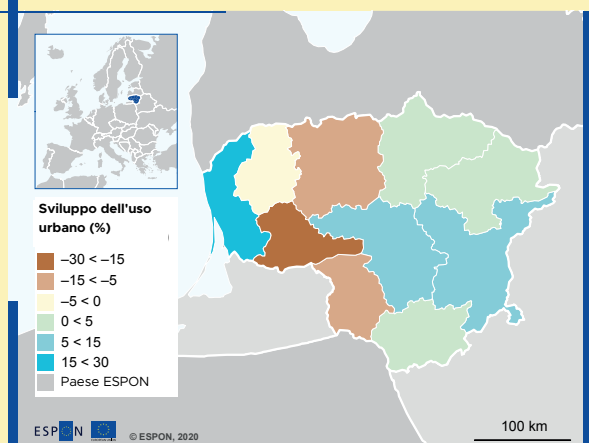 Sviluppo dell'uso
urbano (%)
–30 < –15
–15 < –5
–5 < 0
0 < 5
5 < 15
15 < 30
Paese ESPON
ESPON
© ESPON, 2020
100 km